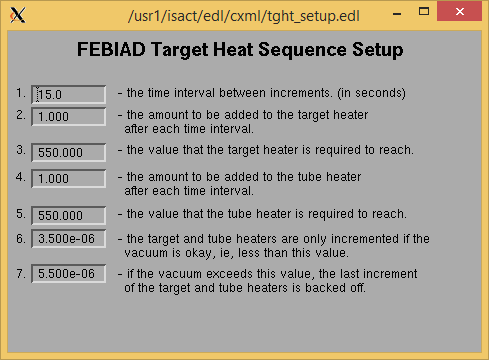 /usr1/isact/edl/cxml/tght_setup.edl
FEBIAD Target Heat Sequence Setup
1. 15.0 - the time interval between increments. (in seconds)
2. 1.000 - the amount to be added to the target heater
after each time interval.
3. 550.000 - the value that the target heater is required to reach.
4. 1.000 - the amount to be added to the tube heater
after each time interval.
5. 550.000 - the value that the tube heater is required to reach.
6. 3.500e-06 - the target and tube heaters are only incremented if the
vacuum is okay, ie, less than this value.
7. 5.500e-06 - if the vacuum exceeds this value, the last increment
of the target and tube heaters is backed off.